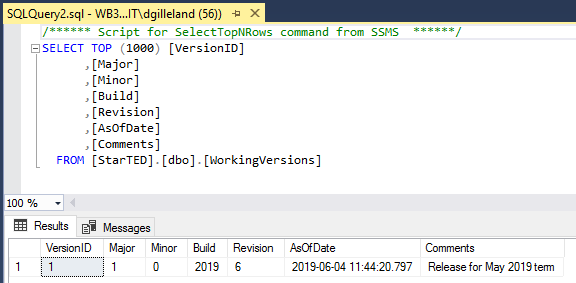 SQLQuery2.sql - WB3...IT\dgilleland (56))
/****** Script for SelectTopNRows command from SSMS ******/
SELECT TOP (1000) [VersionID]
,[Major]
,[Minor]
,[Build]
,[Revision]
,[AsOfDate]
,[Comments]
FROM [StarTED].[dbo].[WorkingVersions]
100 %
Results Messages
VersionID Major Minor Build Revision AsOfDate Comments
1 1 1 0 2019 6 2019-06-04 11:44:20.797 Release for May 2019 term